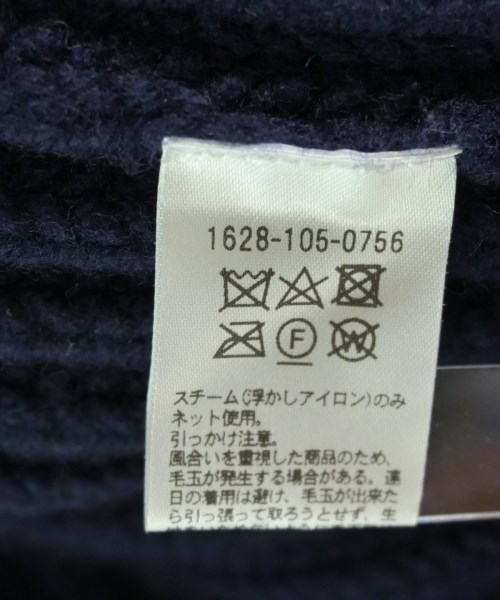 1628-105-0756
F W
スチーム(浮かしアイロン)のみ
ネット使用。
引っかけ注意。
風合いを重視した商品のため、
毛玉が発生する場合がある。連
日の着用は避け、毛玉が出来た
ら引っ張って取ろうとせず、生